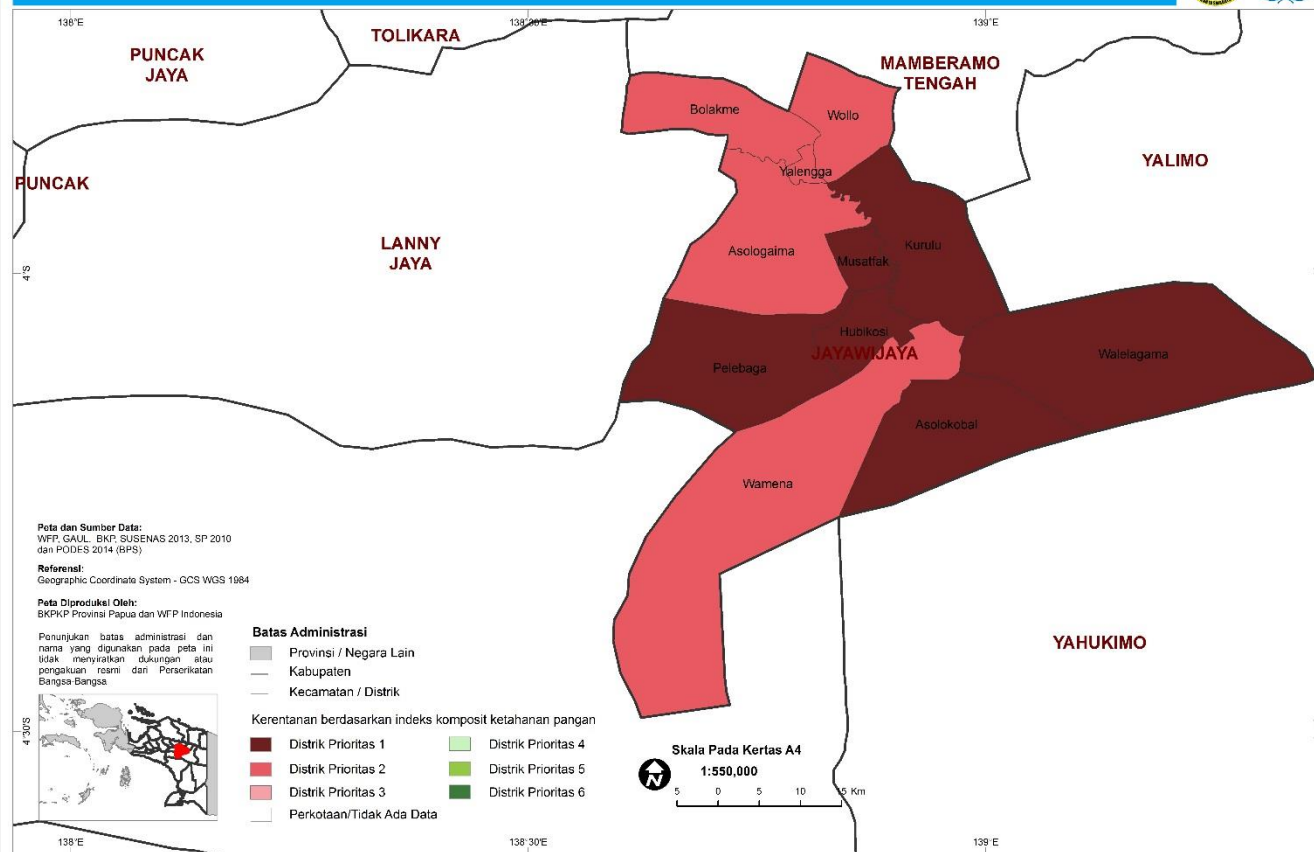 138°E
138°30'E
139°E
TOLIKARA
PUNCAK
JAYA
MAMBERAMO
TENGAH
Bolakme
Wollo
YALIMO
PUNCAK
Yalengga
LANNY
JAYA
Asologaima
Musatfak
Kurulu
4°S
Hubikosi
JAYAWIJAYA
Walelagama
Pelebaga
Asolokobal
Wamena
YAHUKIMO
Peta dan Sumber Data:
WFP, GAUL. BKP, SUSENAS 2013, SP 2010
dan PODES 2014 (BPS)
Referensi:
Geographic Coordinate System - GCS WGS 1984
Peta Diproduksi Oleh:
BKPKP Provinsi Papua dan WFP Indonesia
Penunjukan batas administrasi dan
nama yang digunakan pada peta ini
tidak menyiratkan dukungan atau
pengakuan resmi dari Perserikatan
Bangsa-Bangsa
Batas Administrasi
Provinsi / Negara Lain
Kabupaten
Kecamatan / Distrik
Kerentanan berdasarkan indeks komposit ketahanan pangan
Distrik Prioritas 1
Distrik Prioritas 2
Distrik Prioritas 3
Perkotaan/Tidak Ada Data
Distrik Prioritas 4
Distrik Prioritas 5
Distrik Prioritas 6
4°30'S
Skala Pada Kertas A4
1:550,000
N
5 0 5 10 15 Km
138°E
138°30'E
139°E